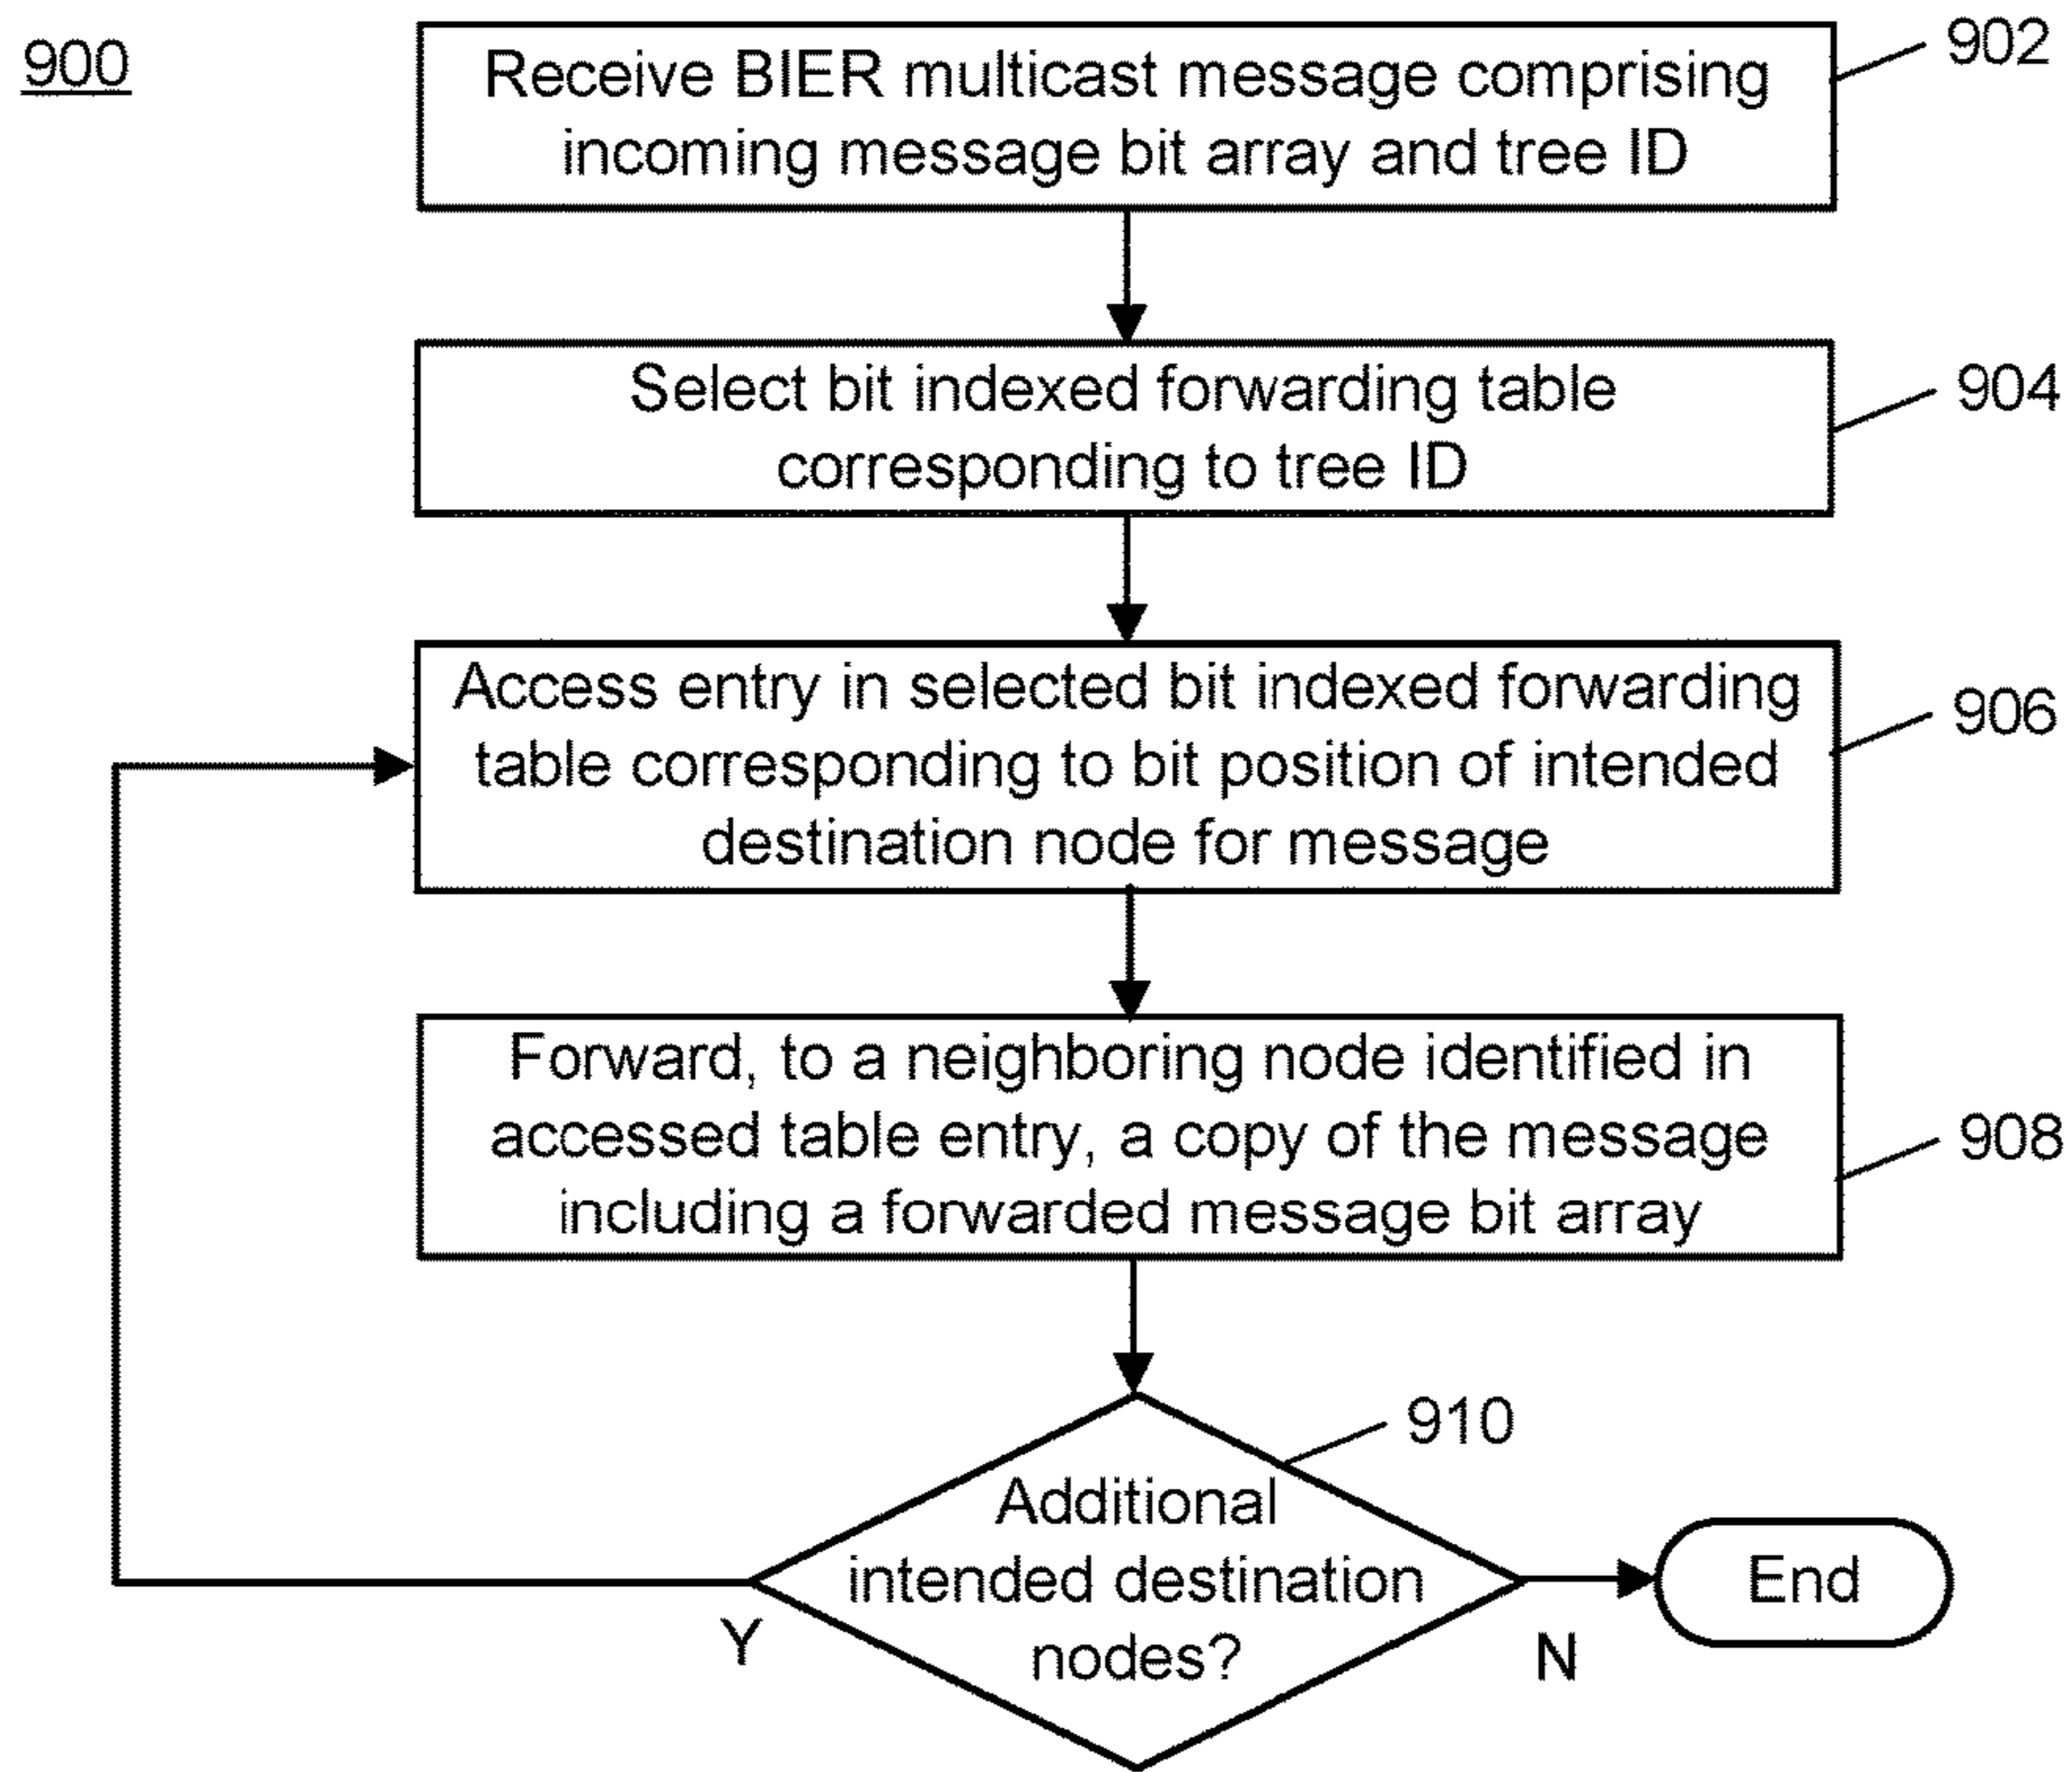 900
Receive BIER multicast message comprising
incoming message bit array and tree ID
902
Select bit indexed forwarding table
corresponding to tree ID
904
Access entry in selected bit indexed forwarding
table corresponding to bit position of intended
destination node for message
906
Forward, to a neighboring node identified in
accessed table entry, a copy of the message
including a forwarded message bit array
908
910
Additional
intended destination
nodes?
Y
N
End